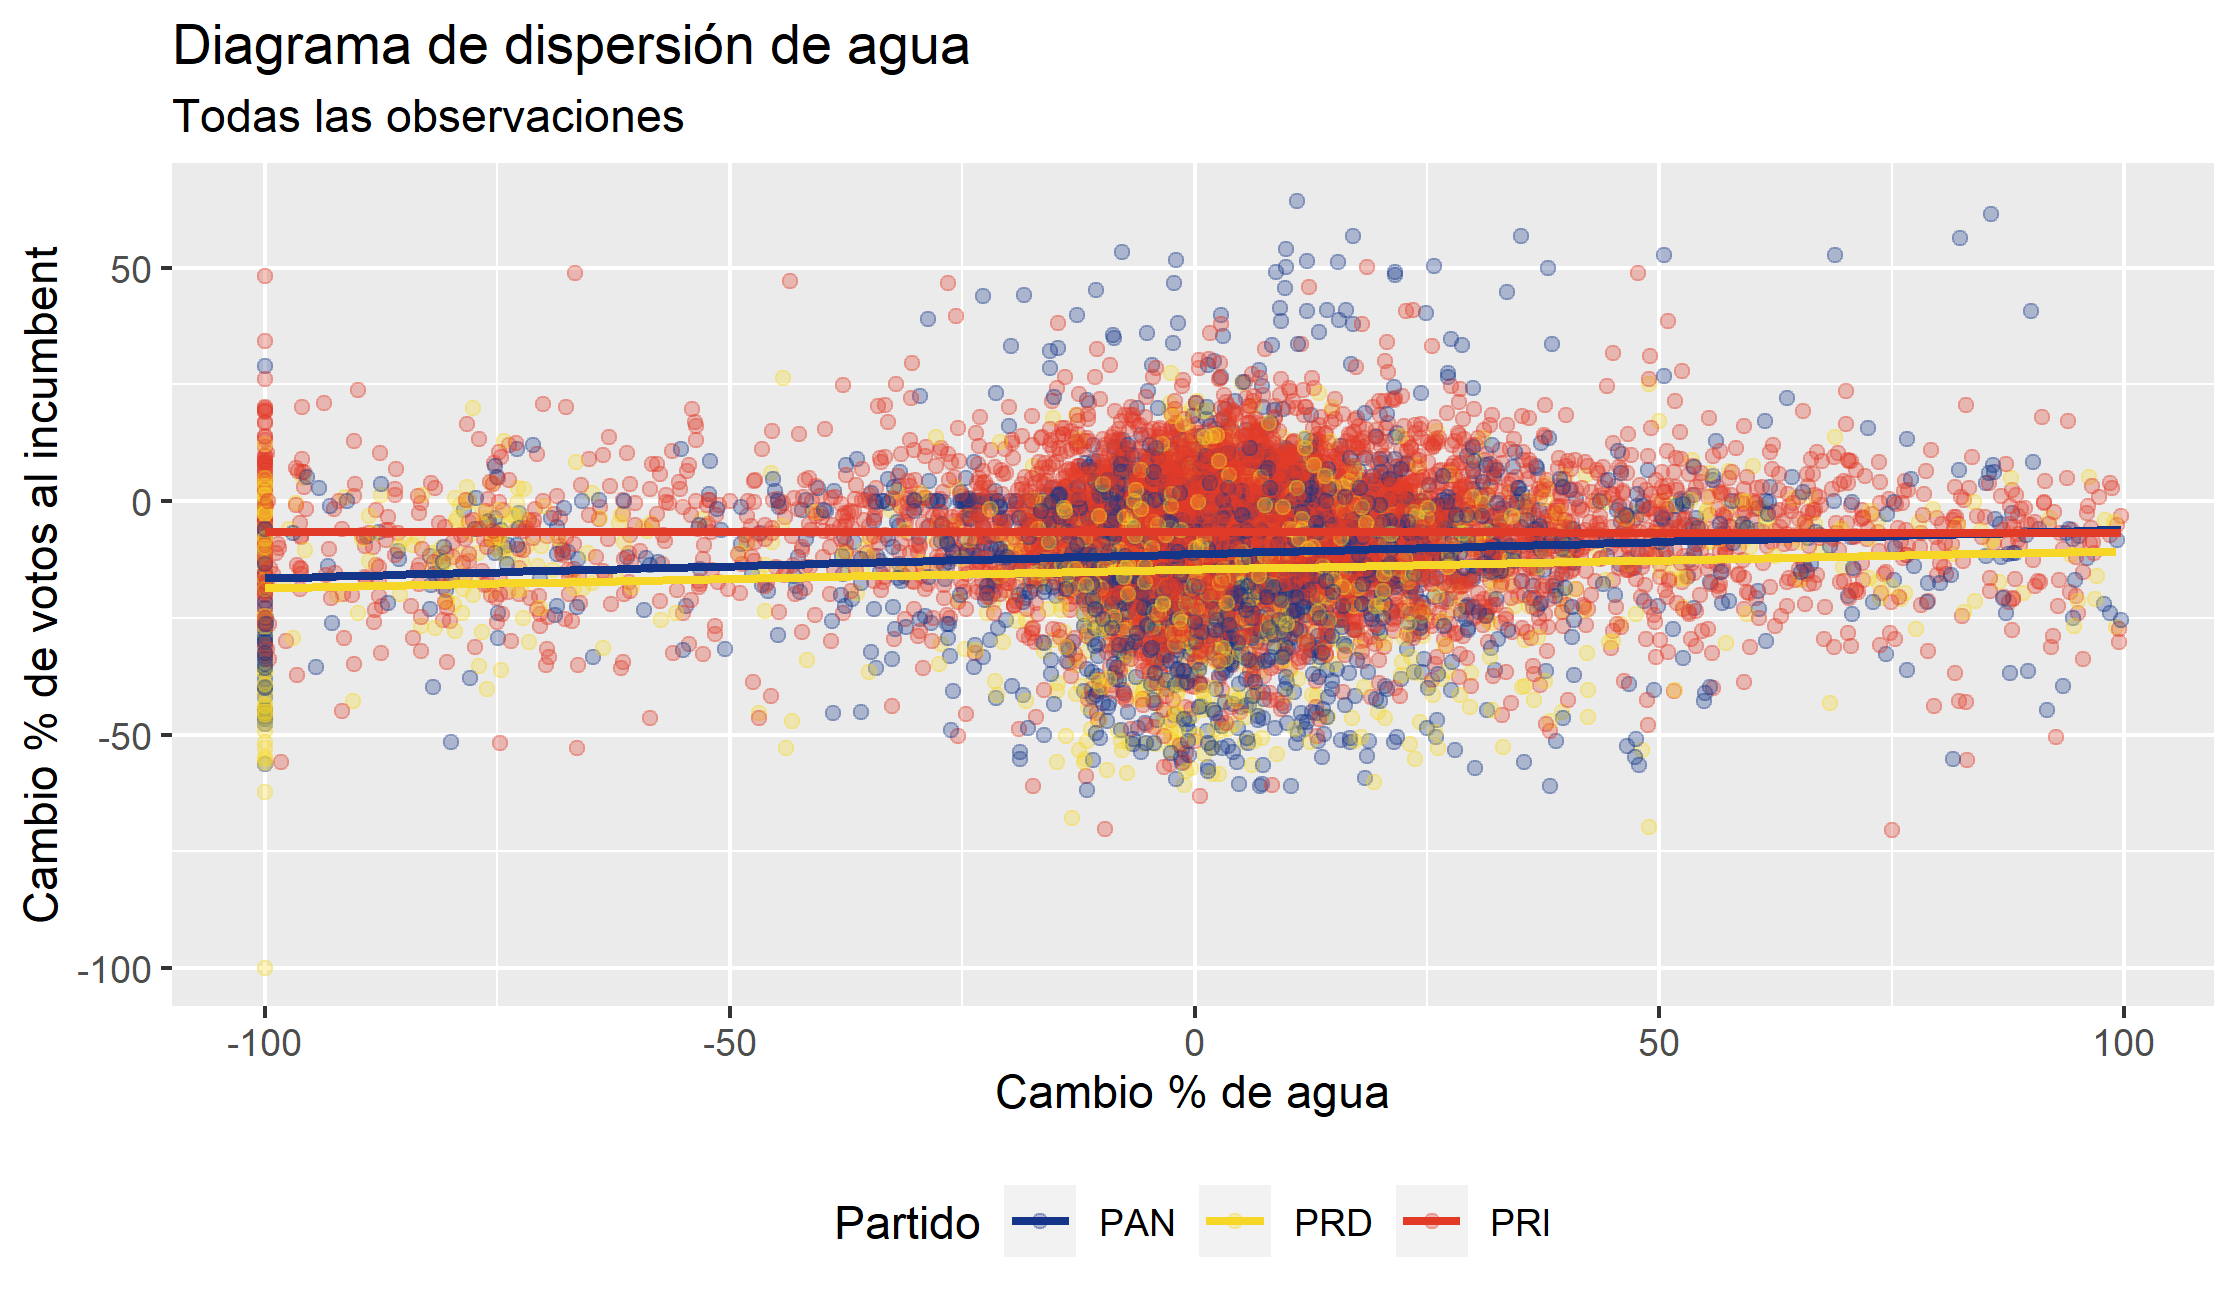 Diagrama de dispersión de agua
Todas las observaciones
Cambio % de votos al incumbent
50
0
-50
-100
-100
-50
0
50
100
Cambio % de agua
Partido
PAN
PRD
PRI